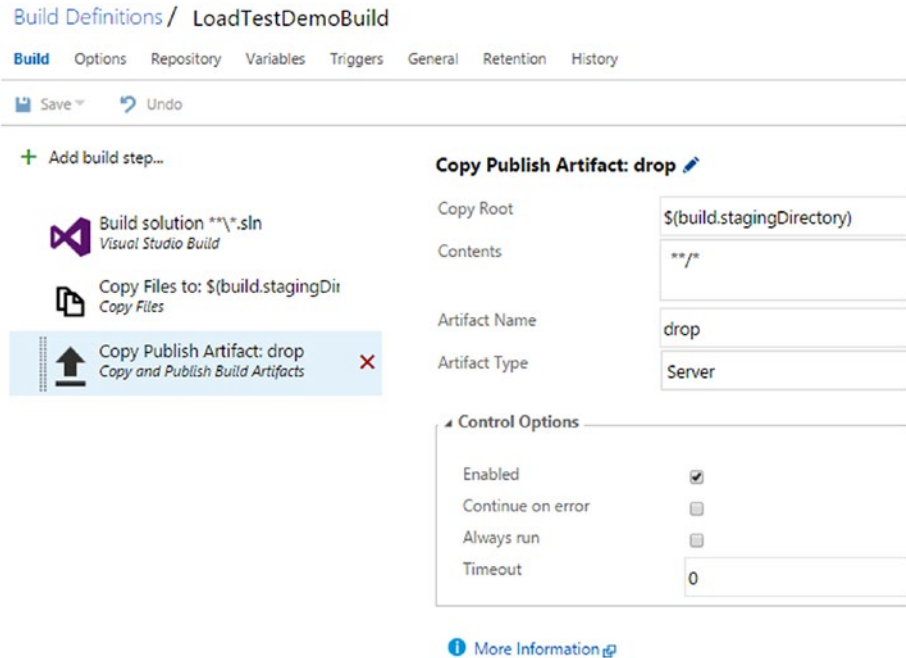 Build Definitions / LoadTestDemoBuild
Build Options Repository Variables Triggers General Retention History
Save Undo
+ Add build step...
Build solution **\*.sln
Visual Studio Build
Copy Files to: $(build.stagingDir
Copy Files
Copy Publish Artifact: drop
Copy and Publish Build Artifacts
Copy Publish Artifact: drop
Copy Root $(build.stagingDirectory)
Contents **/*
Artifact Name drop
Artifact Type Server
Control Options
Enabled
Continue on error
Always run
Timeout 0
More Information